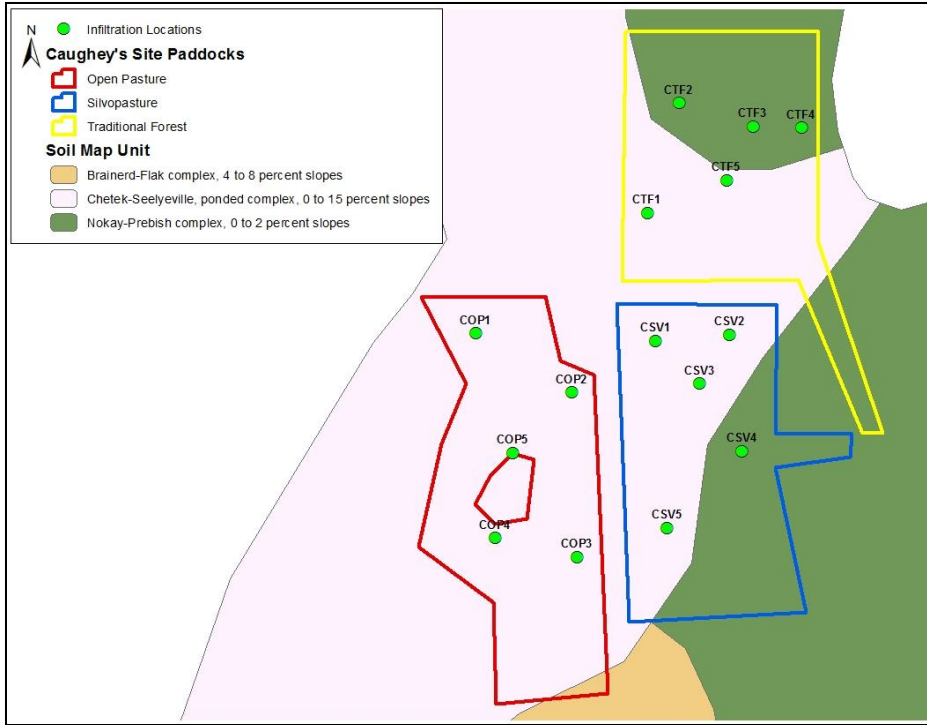 N
Infiltration Locations
Caughey's Site Paddocks
Open Pasture
Silvopasture
Traditional Forest
Soil Map Unit
Brainerd-Flak complex, 4 to 8 percent slopes
Chetek-Seelyeville, ponded complex, 0 to 15 percent slopes
Nokay-Prebish complex, 0 to 2 percent slopes
CTF2
CTF3
CTF4
CTF5
CTF1
COP1
CSV1
CSV2
COP2
CSV3
COP5
CSV4
COP4
COP3
CSV5